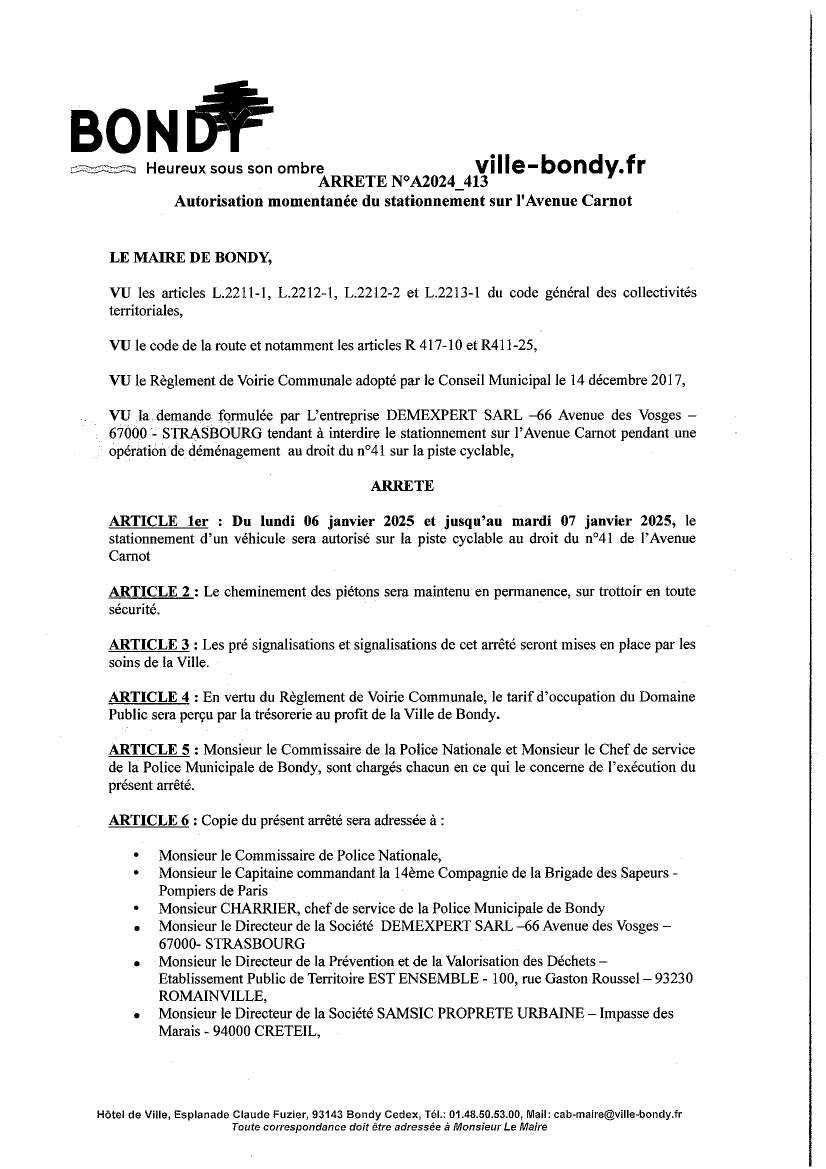 BONDY
Heureux sous son ombre
ville-bondy.fr
ARRETE N°A2024_413
Autorisation momentanée du stationnement sur l'Avenue Carnot
LE MAIRE DE BONDY,
VU les articles L.2211-1, L.2212-1, L.2212-2 et L.2213-1 du code général des collectivités
territoriales,
VU le code de la route et notamment les articles R 417-10 et R411-25,
VU le Règlement de Voirie Communale adopté par le Conseil Municipal le 14 décembre 2017,
VU la demande formulée par L'entreprise DEMEXPERT SARL –66 Avenue des Vosges –
67000 - STRASBOURG tendant à interdire le stationnement sur l'Avenue Carnot pendant une
opération de déménagement au droit du n°41 sur la piste cyclable,
ARRETE
ARTICLE 1er : Du lundi 06 janvier 2025 et jusqu'au mardi 07 janvier 2025, le
stationnement d'un véhicule sera autorisé sur la piste cyclable au droit du n°41 de l'Avenue
Carnot
ARTICLE 2 : Le cheminement des piétons sera maintenu en permanence, sur trottoir en toute
sécurité.
ARTICLE 3 : Les pré signalisations et signalisations de cet arrêté seront mises en place par les
soins de la Ville.
ARTICLE 4 : En vertu du Règlement de Voirie Communale, le tarif d'occupation du Domaine
Public sera perçu par la trésorerie au profit de la Ville de Bondy.
ARTICLE 5 : Monsieur le Commissaire de la Police Nationale et Monsieur le Chef de service
de la Police Municipale de Bondy, sont chargés chacun en ce qui le concerne de l'exécution du
présent arrêté.
ARTICLE 6 : Copie du présent arrêté sera adressée à :
• Monsieur le Commissaire de Police Nationale,
• Monsieur le Capitaine commandant la 14ème Compagnie de la Brigade des Sapeurs -
Pompiers de Paris
• Monsieur CHARRIER, chef de service de la Police Municipale de Bondy
• Monsieur le Directeur de la Société DEMEXPERT SARL –66 Avenue des Vosges –
67000- STRASBOURG
• Monsieur le Directeur de la Prévention et de la Valorisation des Déchets –
Etablissement Public de Territoire EST ENSEMBLE - 100, rue Gaston Roussel – 93230
ROMAINVILLE,
• Monsieur le Directeur de la Société SAMSIC PROPRETE URBAINE – Impasse des
Marais - 94000 CRETEIL,
Hôtel de Ville, Esplanade Claude Fuzier, 93143 Bondy Cedex, Tél.: 01.48.50.53.00, Mail: cab-maire@ville-bondy.fr
Toute correspondance doit être adressée à Monsieur Le Maire